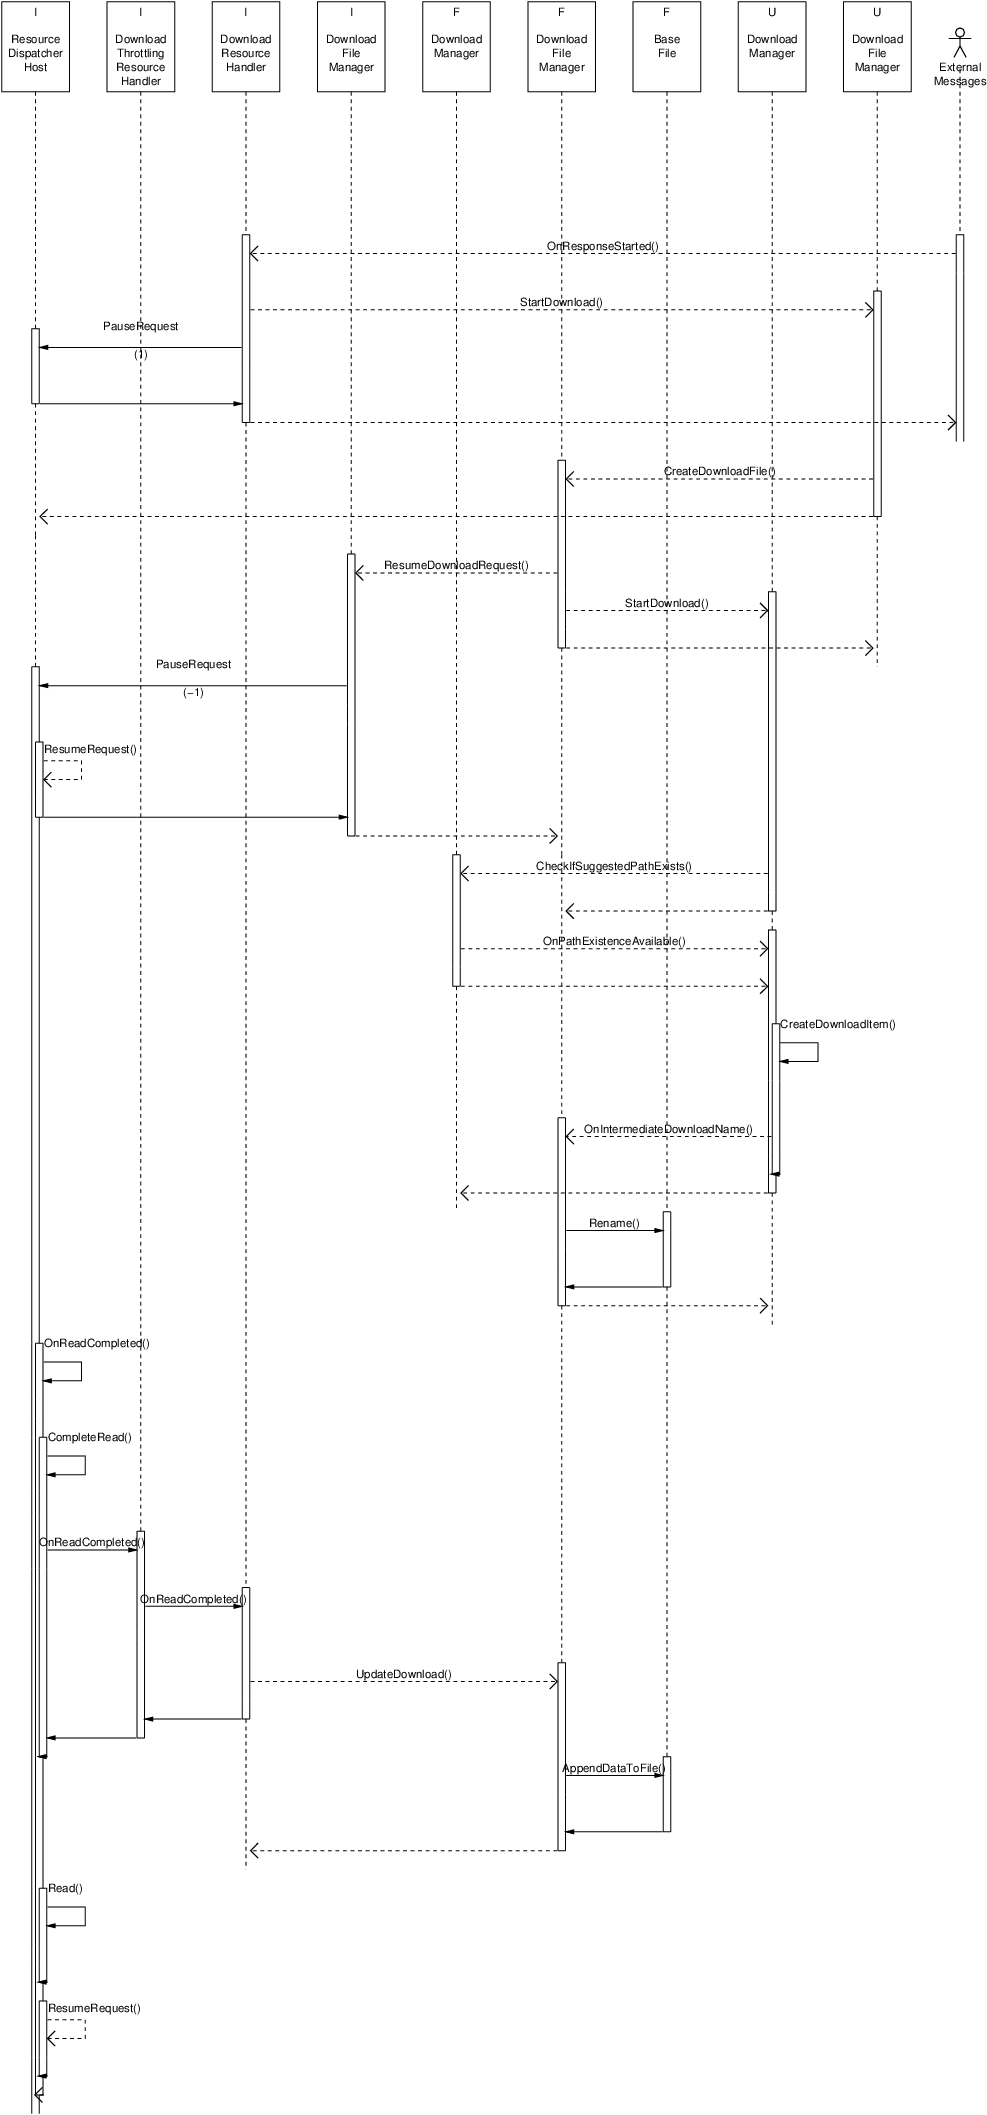 I
Resource
Dispatcher
Host
I
Download
Throttling
Resource
Handler
I
Download
Resource
Handler
I
Download
File
Manager
F
Download
Manager
F
Download
File
Manager
F
Base
File
U
Download
Manager
U
Download
File
Manager
External
Messages
OnResponseStarted()
StartDownload()
PauseRequest
(1)
CreateDownloadFile()
ResumeDownloadRequest()
StartDownload()
PauseRequest
(−1)
ResumeRequest()
CheckIfSuggestedPathExists()
OnPathExistenceAvailable()
CreateDownloadItem()
OnIntermediateDownloadName()
Rename()
OnReadCompleted()
CompleteRead()
OnReadCompleted()
OnReadCompleted()
UpdateDownload()
AppendDataToFile()
Read()
ResumeRequest()